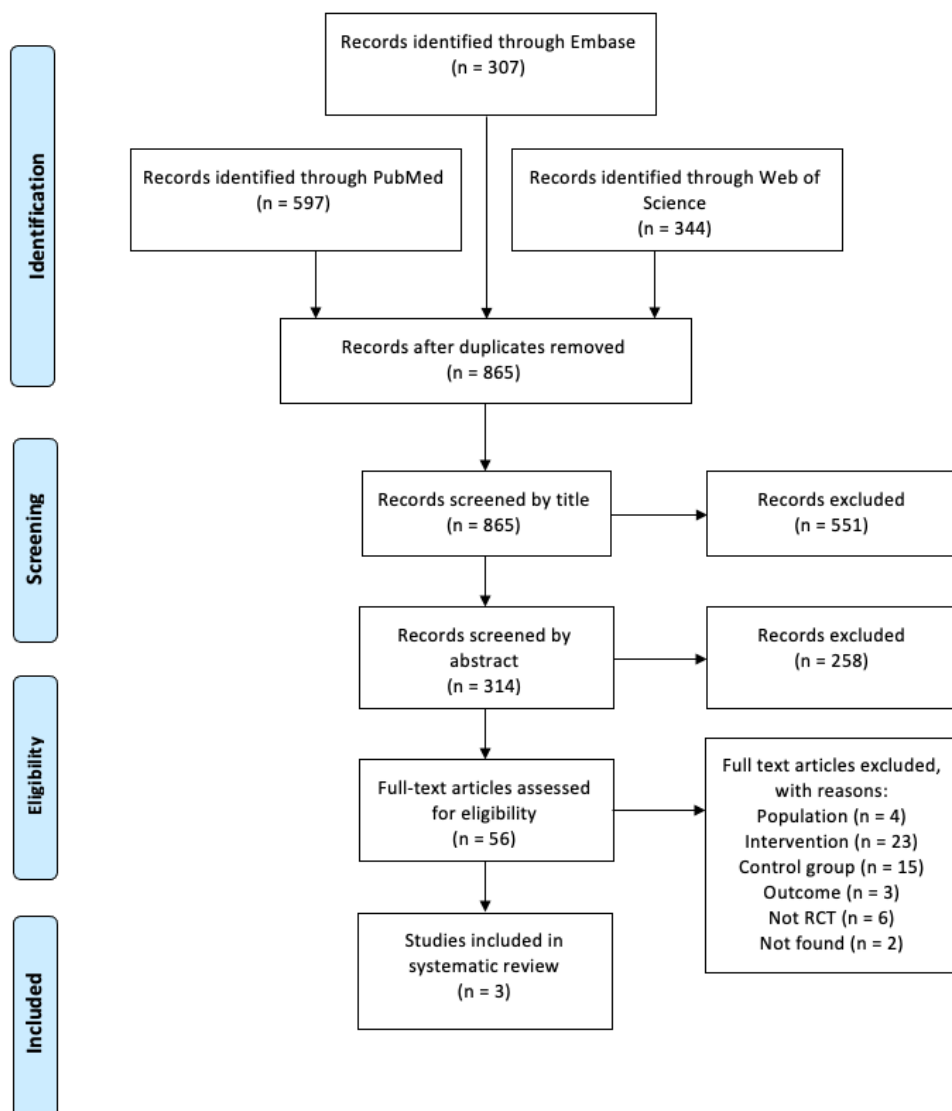 Records identified through Embase
(n = 307)
Records identified through PubMed
(n = 597)
Records identified through Web of
Science
(n = 344)
Identification
Records after duplicates removed
(n = 865)
Screening
Records screened by title
(n = 865)
Records excluded
(n = 551)
Records screened by
abstract
(n = 314)
Records excluded
(n = 258)
Eligibility
Full-text articles assessed
for eligibility
(n = 56)
Full text articles excluded,
with reasons:
Population (n = 4)
Intervention (n = 23)
Control group (n = 15)
Outcome (n = 3)
Not RCT (n = 6)
Not found (n = 2)
Included
Studies included in
systematic review
(n = 3)